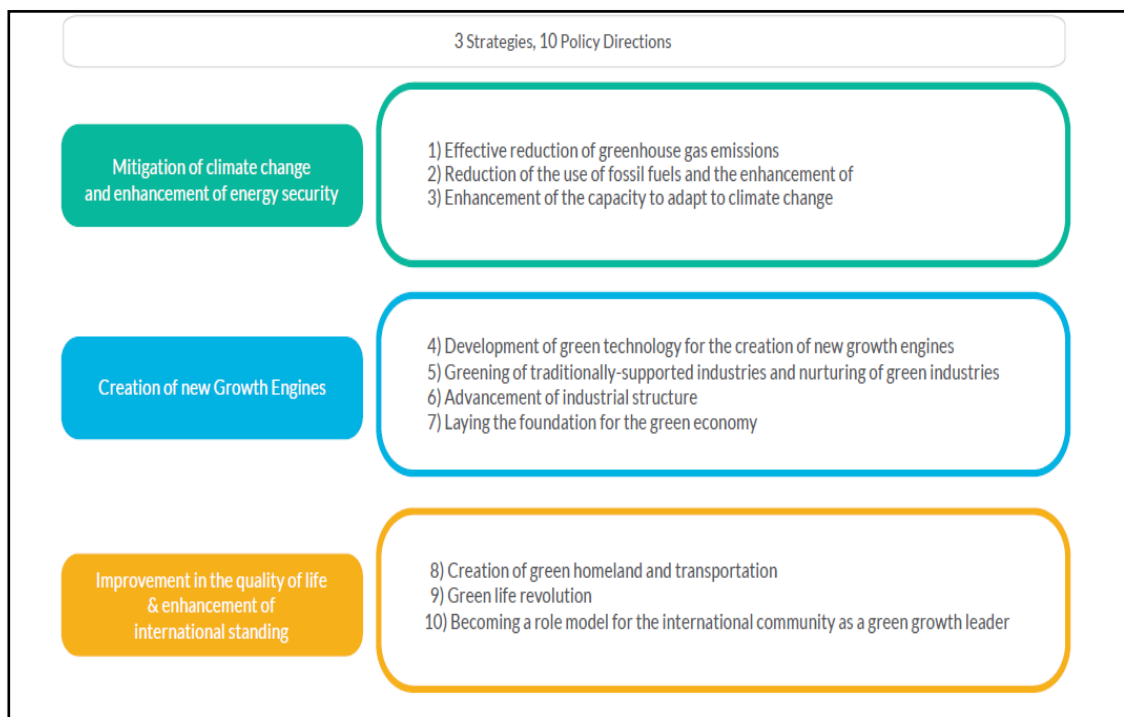 3 Strategies, 10 Policy Directions
Mitigation of climate change
and enhancement of energy security
1) Effective reduction of greenhouse gas emissions
2) Reduction of the use of fossil fuels and the enhancement of
3) Enhancement of the capacity to adapt to climate change
Creation of new Growth Engines
4) Development of green technology for the creation of new growth engines
5) Greening of traditionally-supported industries and nurturing of green industries
6) Advancement of industrial structure
7) Laying the foundation for the green economy
Improvement in the quality of life
& enhancement of
international standing
8) Creation of green homeland and transportation
9) Green life revolution
10) Becoming a role model for the international community as a green growth leader